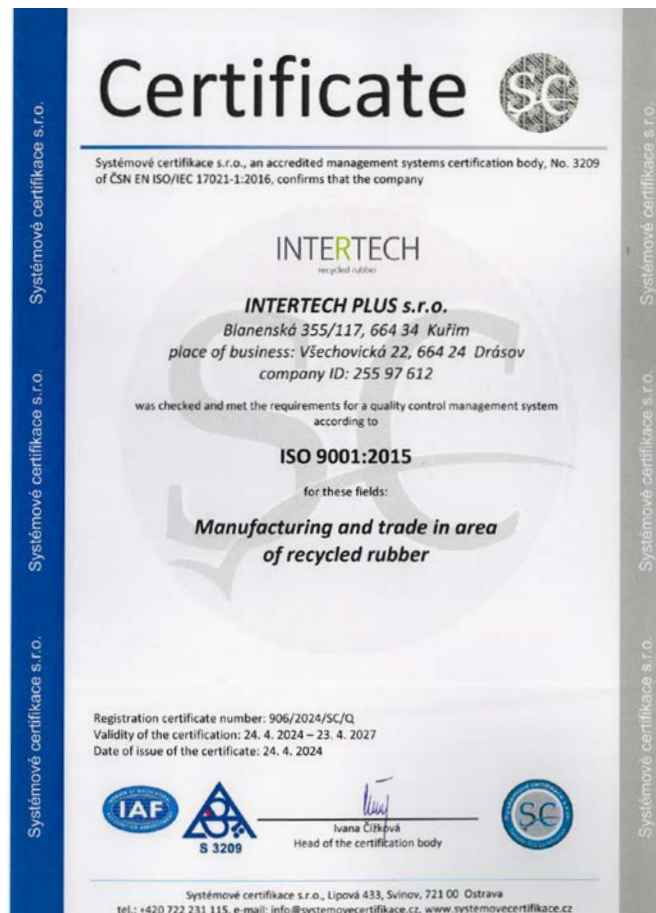 Certificate
SC
Systémové certifikace s.r.o., an accredited management systems certification body, No. 3209
of ČSN EN ISO/IEC 17021-1:2016, confirms that the company
INTERTECH
recycled rubber
INTERTECH PLUS s.r.o.
Blanenská 355/117, 664 34 Kuřim
place of business: Všechovická 22, 664 24 Drásov
company ID: 255 97 612
was checked and met the requirements for a quality control management system
according to
ISO 9001:2015
for these fields:
Manufacturing and trade in area
of recycled rubber
Registration certificate number: 906/2024/SC/Q
Validity of the certification: 24. 4. 2024 – 23. 4. 2027
Date of issue of the certificate: 24. 4. 2024
IAF
S 3209
Ivana Čížková
Head of the certification body
SC
Systémové certifikace s.r.o., Lipová 433, Svinov, 721 00 Ostrava
tel.: +420 722 231 115, e-mail: info@systemovecertifikace.cz, www.systemovecertifikace.cz
Systémové certifikace s.r.o.
Systémové certifikace s.r.o.
Systémové certifikace s.r.o.
Systémové certifikace s.r.o.
Systémové certifikace s.r.o.
Systémové certifikace s.r.o.